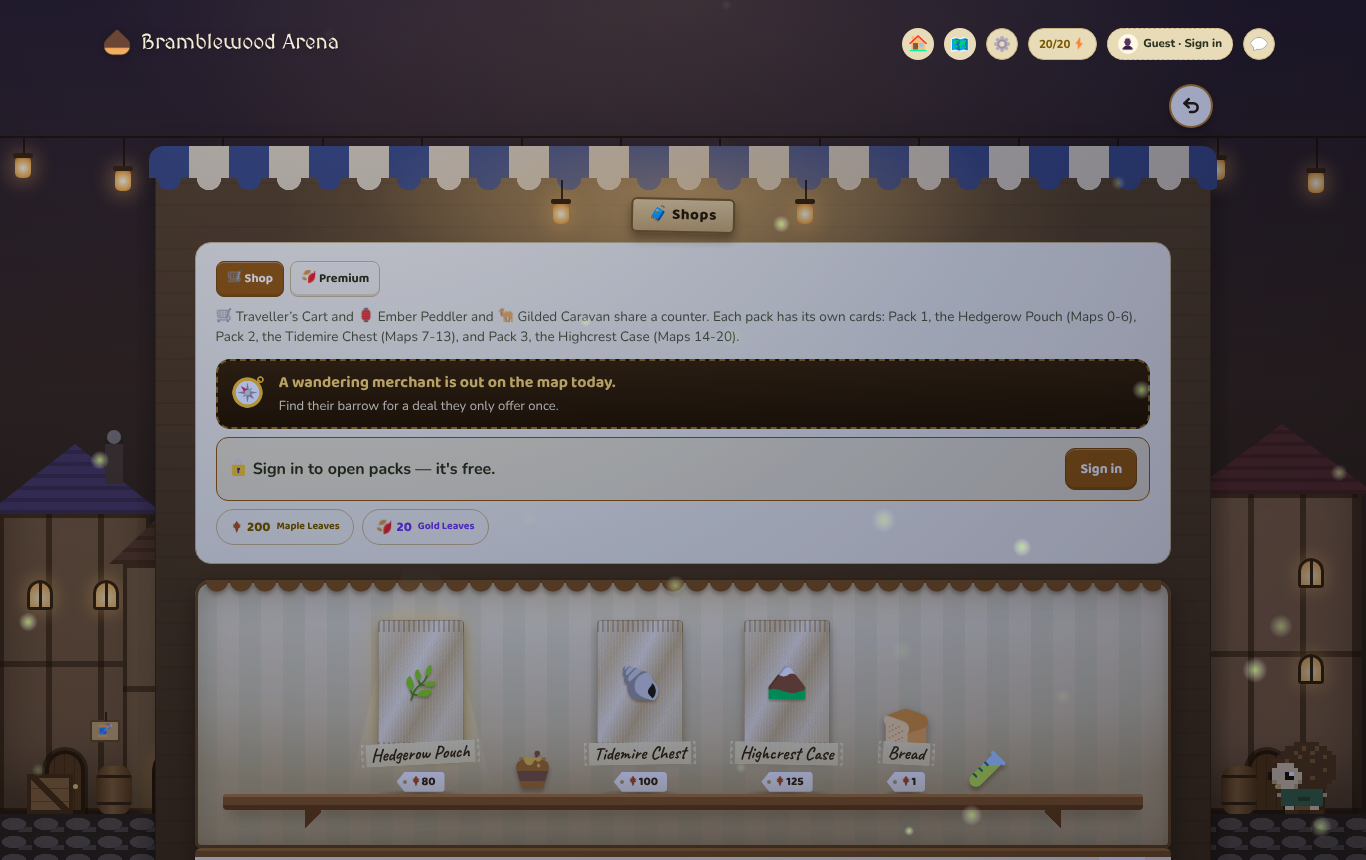 Bramblewood Arena
20/20
Guest · Sign in
Shops
Shop
Premium
Traveller's Cart and Ember Peddler and Gilded Caravan share a counter. Each pack has its own cards: Pack 1, the Hedgerow Pouch (Maps 0-6),
Pack 2, the Tidemire Chest (Maps 7-13), and Pack 3, the Highcrest Case (Maps 14-20).
A wandering merchant is out on the map today.
Find their barrow for a deal they only offer once.
Sign in to open packs — it's free.
Sign in
200 Maple Leaves
20 Gold Leaves
Hedgerow Pouch
Tidemire Chest
Highcrest Case
Bread
80
100
125
1